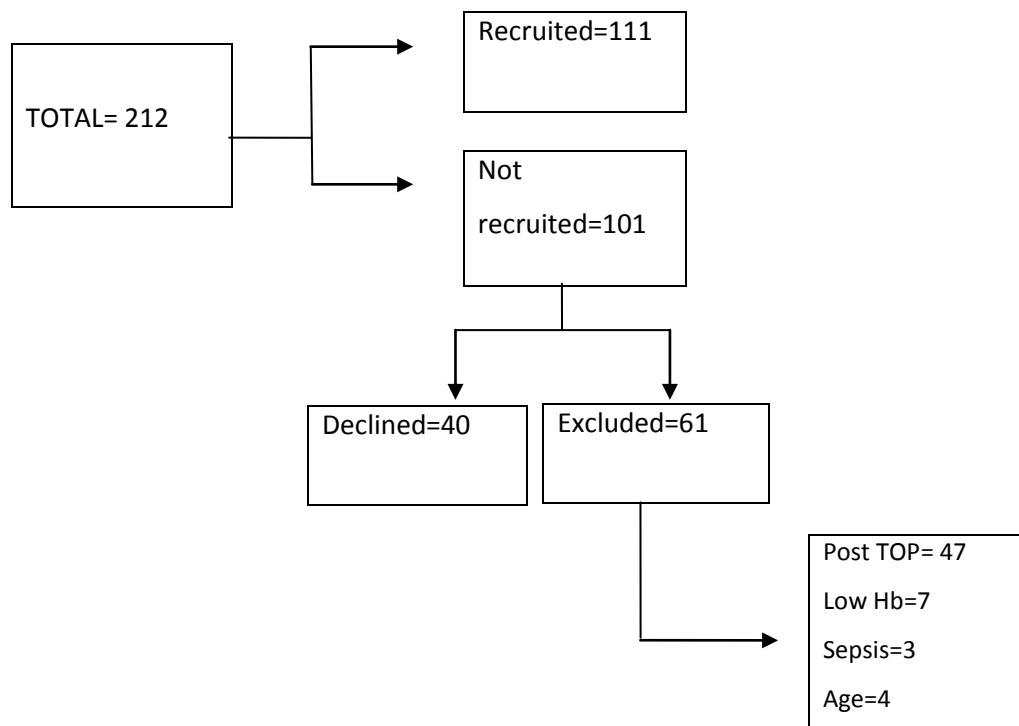 Recruited=111
TOTAL= 212
Not
recruited=101
Declined=40
Excluded=61
Post TOP= 47
Low Hb=7
Sepsis=3
Age=4